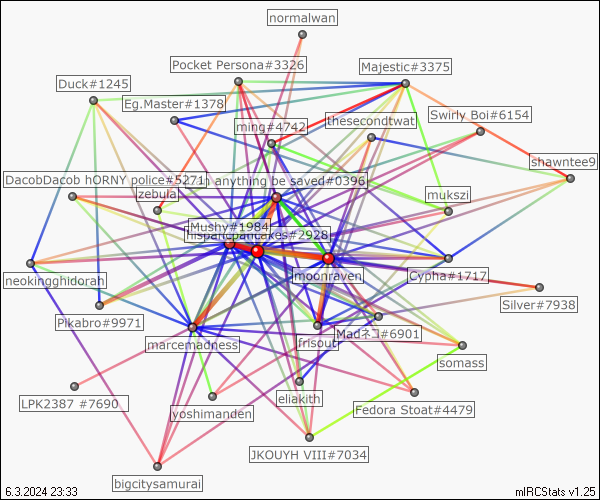 normalwan
Pocket Persona#3326
Majestic#3375
Duck#1245
Eg.Master#1378
Swirly Boi#6154
ming#4742
thesecondtwat
shawntee9
DacobDacob hORNY police#5271
n anything be saved#0396
zebula
mukszi
Mushy#1984
pancakes#2928
moonraven
Cypha#1717
neokingghidorah
Silver#7938
Pikabro#9971
Madネコ#6901
marcemadness
frisout
somass
LPK2387 #7690
yoshimanden
eliakith
Fedora Stoat#4479
JKOUYH VIII#7034
bigcitysamurai
6.3.2024 23:33
mIRCStats v1.25